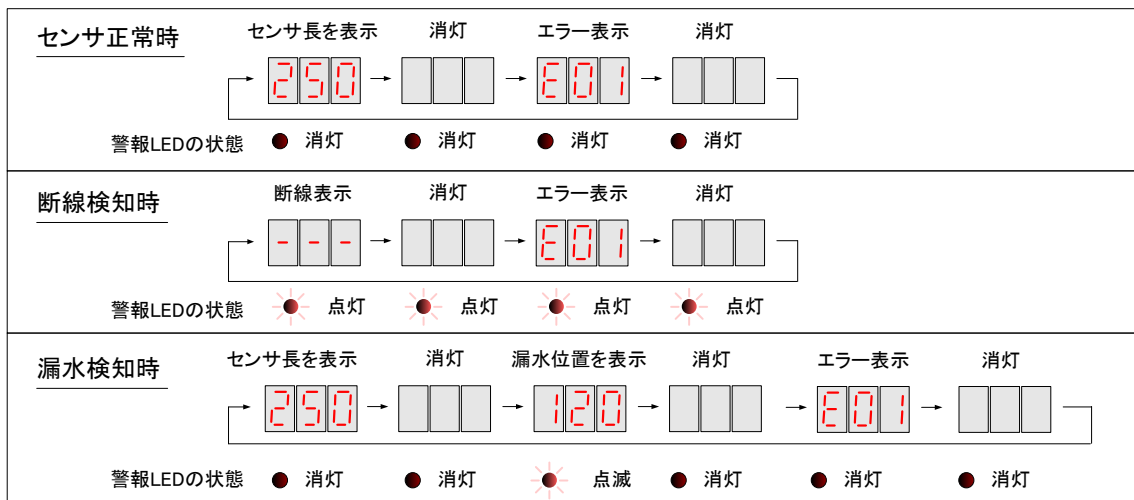 センサ正常時
センサ長を表示 消灯 エラー表示 消灯
250 E01
警報LEDの状態 消灯 消灯 消灯 消灯
断線検知時
断線表示 消灯 エラー表示 消灯
--- E01
警報LEDの状態 点灯 点灯 点灯 点灯
漏水検知時
センサ長を表示 消灯 漏水位置を表示 消灯 エラー表示 消灯
250 120 E01
警報LEDの状態 消灯 消灯 点滅 消灯 消灯 消灯